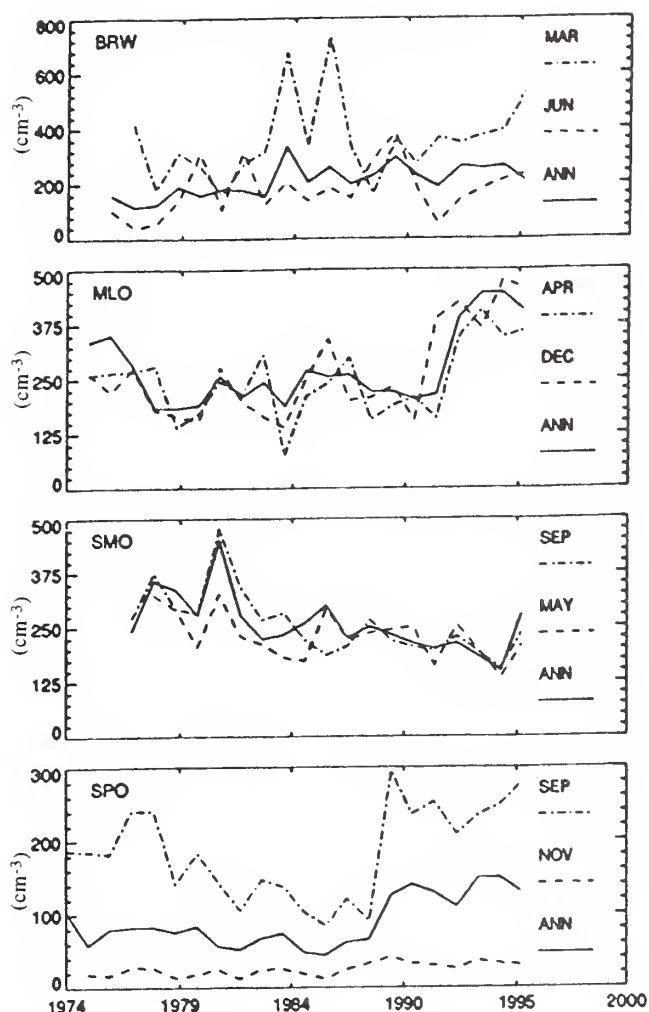 800
BRW
MAR
600
(cm-3)
JUN
400
200
ANN
0
500
MLO
APR
375
(cm-3)
DEC
250
125
ANN
0
500
SMO
SEP
375
(cm-3)
MAY
250
125
ANN
0
300
SPO
SEP
200
(cm-3)
NOV
100
ANN
0
1974 1979 1984 1990 1995 2000